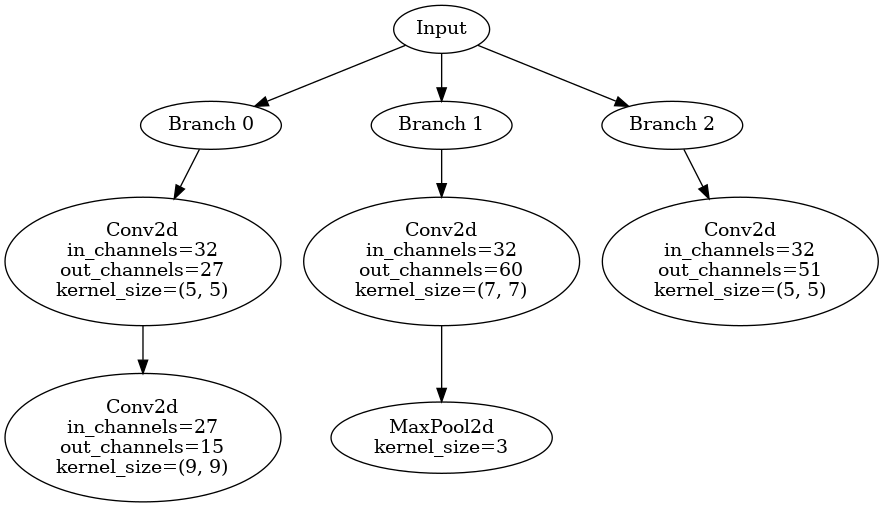 Input
Branch 0
Branch 1
Branch 2
Conv2d
in_channels=32
out_channels=27
kernel_size=(5, 5)
Conv2d
in_channels=32
out_channels=60
kernel_size=(7, 7)
Conv2d
in_channels=32
out_channels=51
kernel_size=(5, 5)
Conv2d
in_channels=27
out_channels=15
kernel_size=(9, 9)
MaxPool2d
kernel_size=3